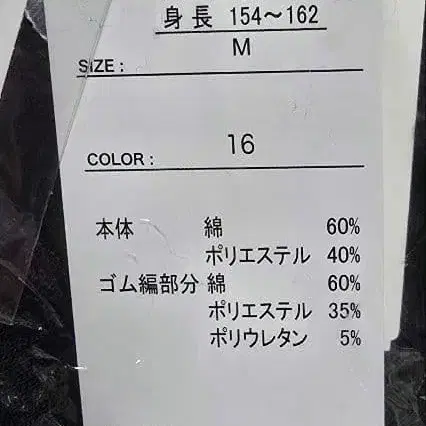 身長 154～162
M
SIZE :
COLOR : 16
本体 綿 60%
ポリエステル 40%
ゴム編部分 綿 60%
ポリエステル 35%
ポリウレタン 5%